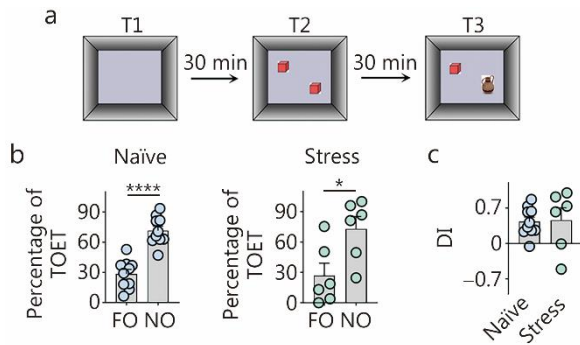 a
T1 T2 T3
30 min 30 min
b Naïve Stress c
**** *
Percentage of TOET
90
60
30
0
FO NO
Percentage of TOET
90
60
30
0
FO NO
DI
0.7
0
−0.7
Naïve Stress